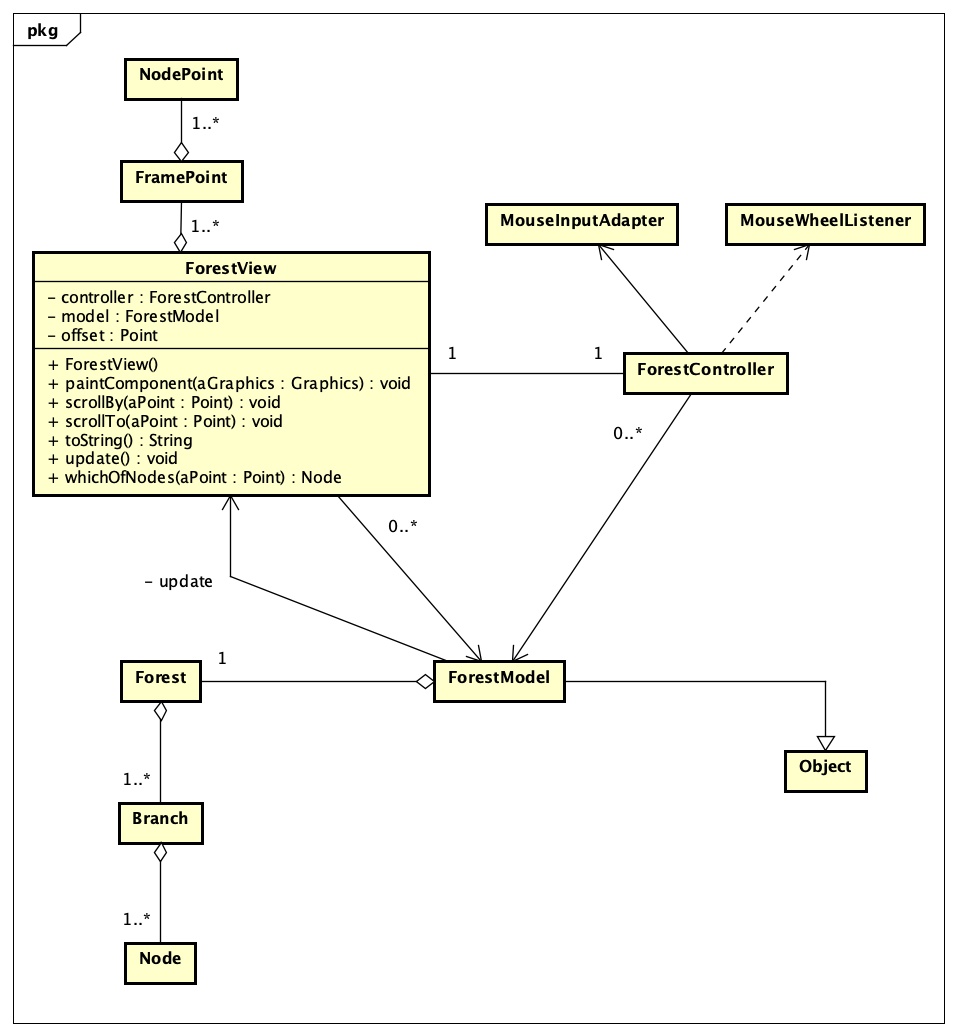 pkg
NodePoint
1..*
FramePoint
1..*
MouseInputAdapter
MouseWheelListener
ForestView
- controller : ForestController
- model : ForestModel
- offset : Point
+ ForestView()
+ paintComponent(aGraphics : Graphics) : void
+ scrollBy(aPoint : Point) : void
+ scrollTo(aPoint : Point) : void
+ toString() : String
+ update() : void
+ whichOfNodes(aPoint : Point) : Node
1
1
ForestController
0..*
0..*
- update
1
Forest
ForestModel
Object
1..*
Branch
1..*
Node